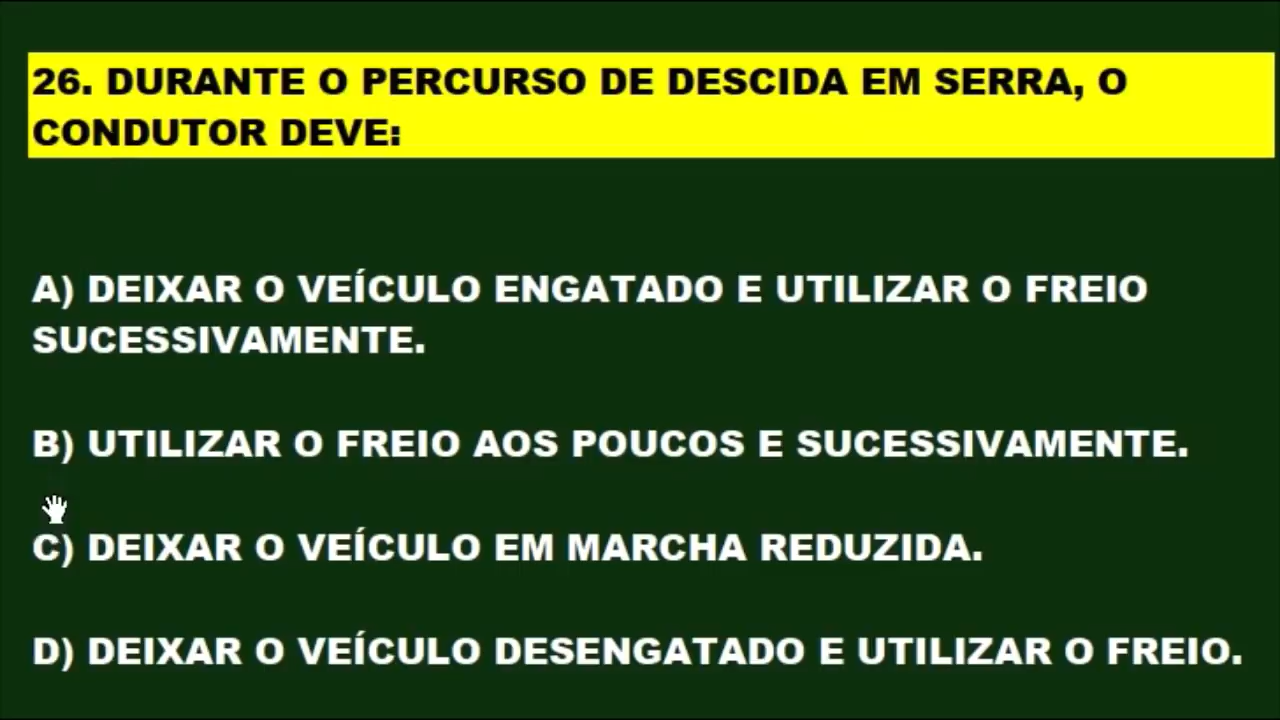 26. DURANTE O PERCURSO DE DESCIDA EM SERRA, O
CONDUTOR DEVE:
A) DEIXAR O VEÍCULO ENGATADO E UTILIZAR O FREIO
SUCESSIVAMENTE.
B) UTILIZAR O FREIO AOS POUCOS E SUCESSIVAMENTE.
C) DEIXAR O VEÍCULO EM MARCHA REDUZIDA.
D) DEIXAR O VEÍCULO DESENGATADO E UTILIZAR O FREIO.